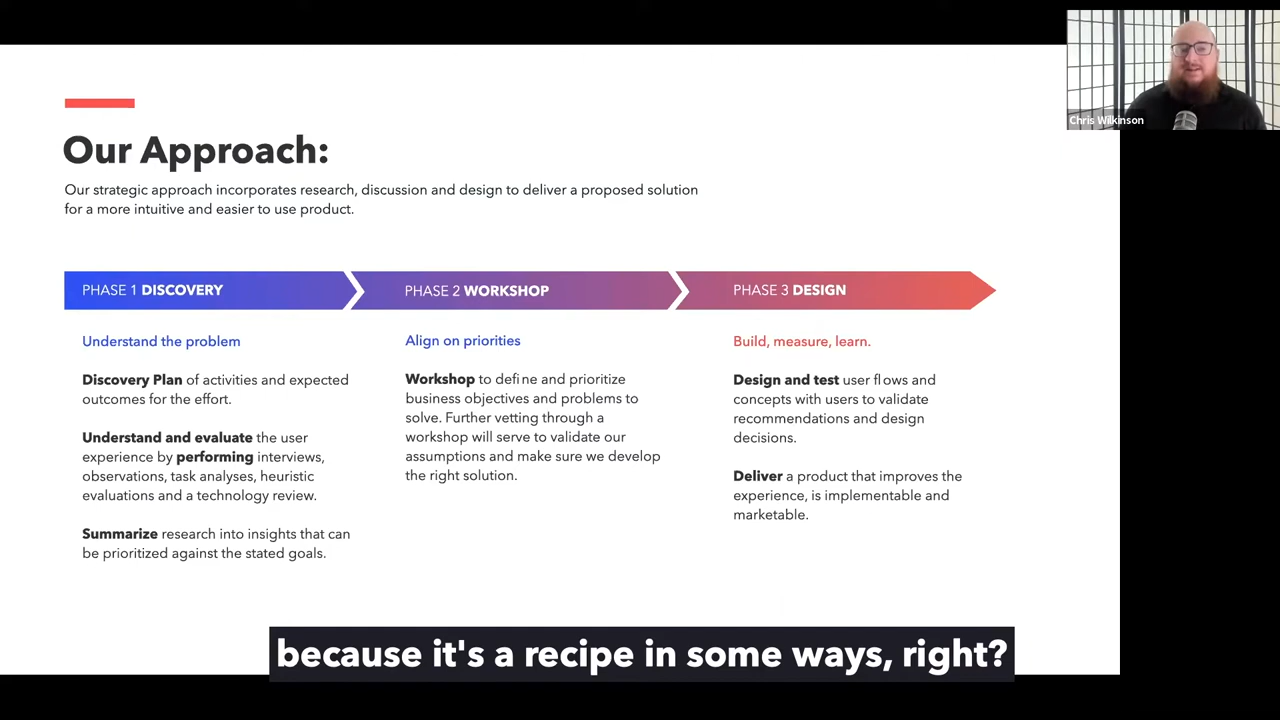 Chris Wilkinson
Our Approach:
Our strategic approach incorporates research, discussion and design to deliver a proposed solution
for a more intuitive and easier to use product.
PHASE 1 DISCOVERY
Understand the problem
Discovery Plan of activities and expected
outcomes for the effort.
Understand and evaluate the user
experience by performing interviews,
observations, task analyses, heuristic
evaluations and a technology review.
Summarize research into insights that can
be prioritized against the stated goals.
PHASE 2 WORKSHOP
Align on priorities
Workshop to define and prioritize
business objectives and problems to
solve. Further vetting through a
workshop will serve to validate our
assumptions and make sure we develop
the right solution.
PHASE 3 DESIGN
Build, measure, learn.
Design and test user flows and
concepts with users to validate
recommendations and design
decisions.
Deliver a product that improves the
experience, is implementable and
marketable.
because it's a recipe in some ways, right?